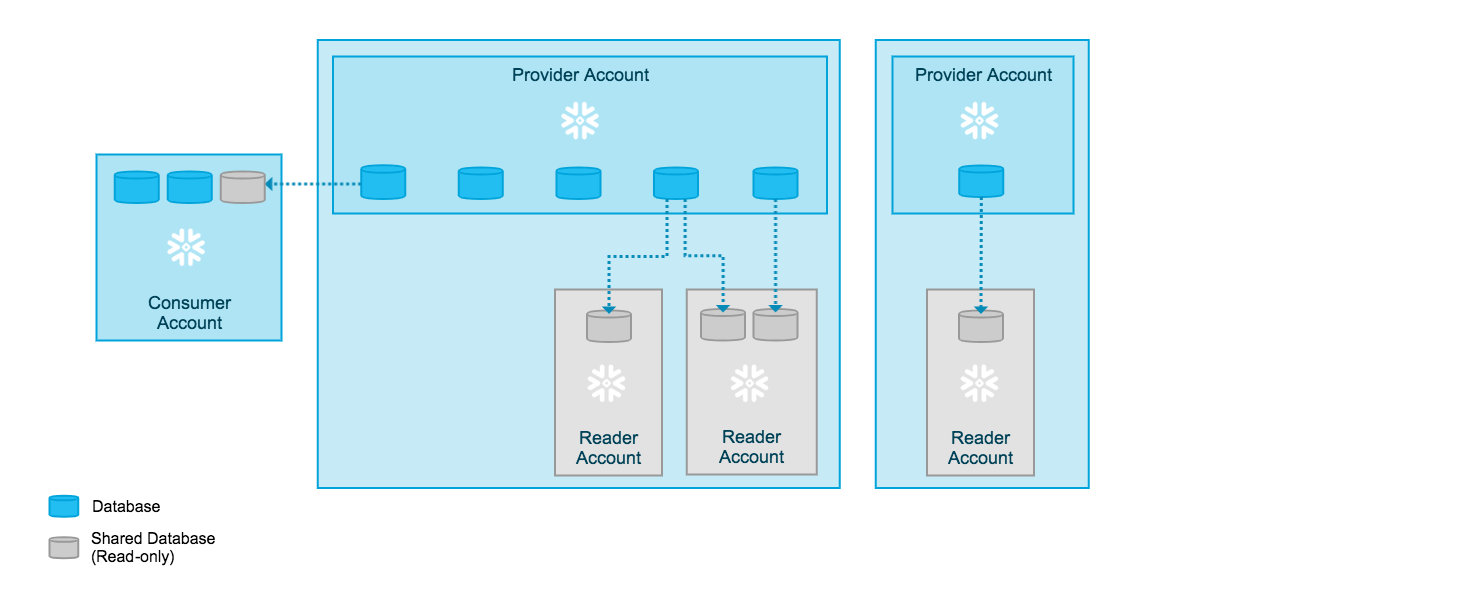 Provider Account
Provider Account
Consumer
Account
Reader
Account
Reader
Account
Reader
Account
Database
Shared Database
(Read-only)